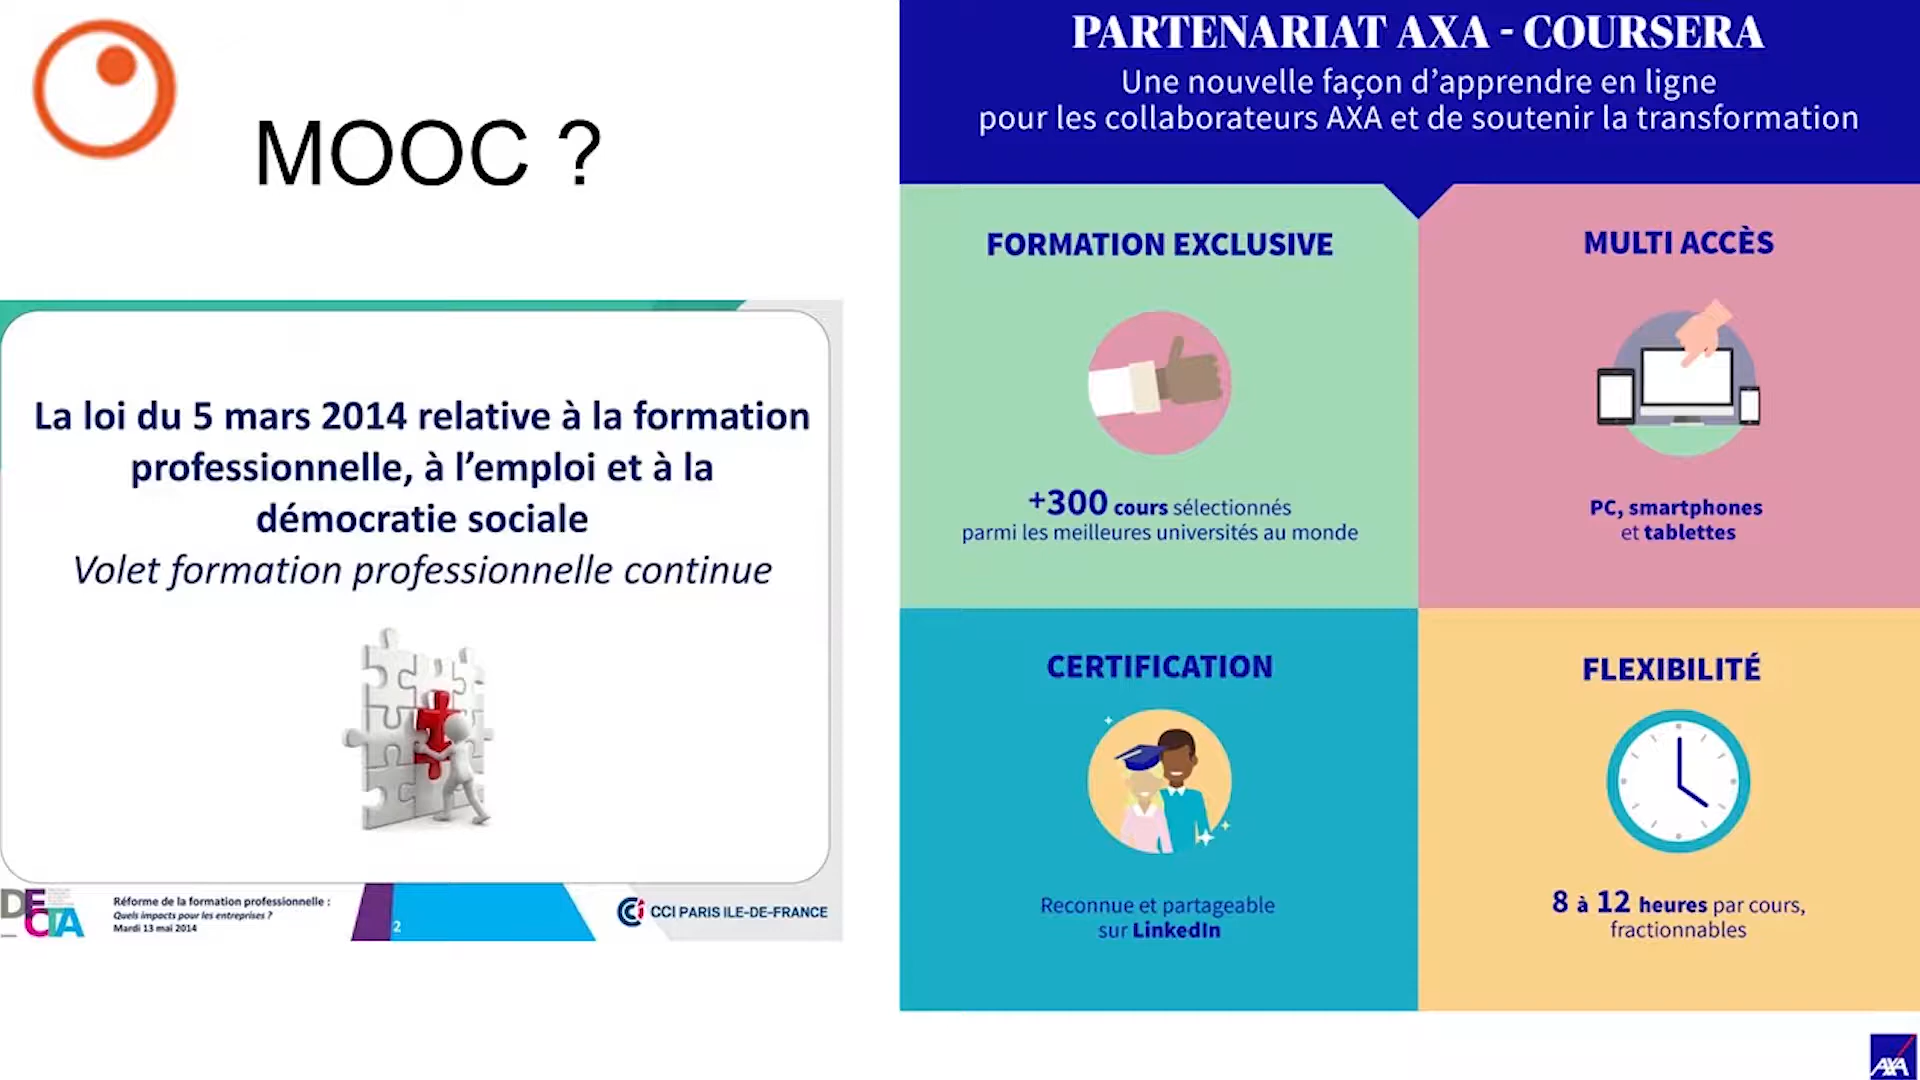 MOOC ?
La loi du 5 mars 2014 relative à la formation
professionnelle, à l’emploi et à la
démocratie sociale
Volet formation professionnelle continue
DECTA
Réforme de la formation professionnelle :
Quels impacts pour les entreprises ?
Mardi 13 mai 2014
2
CCI PARIS ILE-DE-FRANCE
PARTENARIAT AXA - COURSERA
Une nouvelle façon d’apprendre en ligne
pour les collaborateurs AXA et de soutenir la transformation
FORMATION EXCLUSIVE
+300 cours sélectionnés
parmi les meilleures universités au monde
MULTI ACCÈS
PC, smartphones
et tablettes
CERTIFICATION
Reconnue et partageable
sur LinkedIn
FLEXIBILITÉ
8 à 12 heures par cours,
fractionnables
AXA